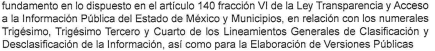 fundamento en lo dispuesto en el artículo 140 fracción VI de la Ley Transparencia y Acceso
a la Información Pública del Estado de México y Municipios, en relación con los numerales
Trigésimo, Trigésimo Tercero y Cuarto de los Lineamientos Generales de Clasificación y
Desclasificación de la Información, así como para la Elaboración de Versiones Públicas